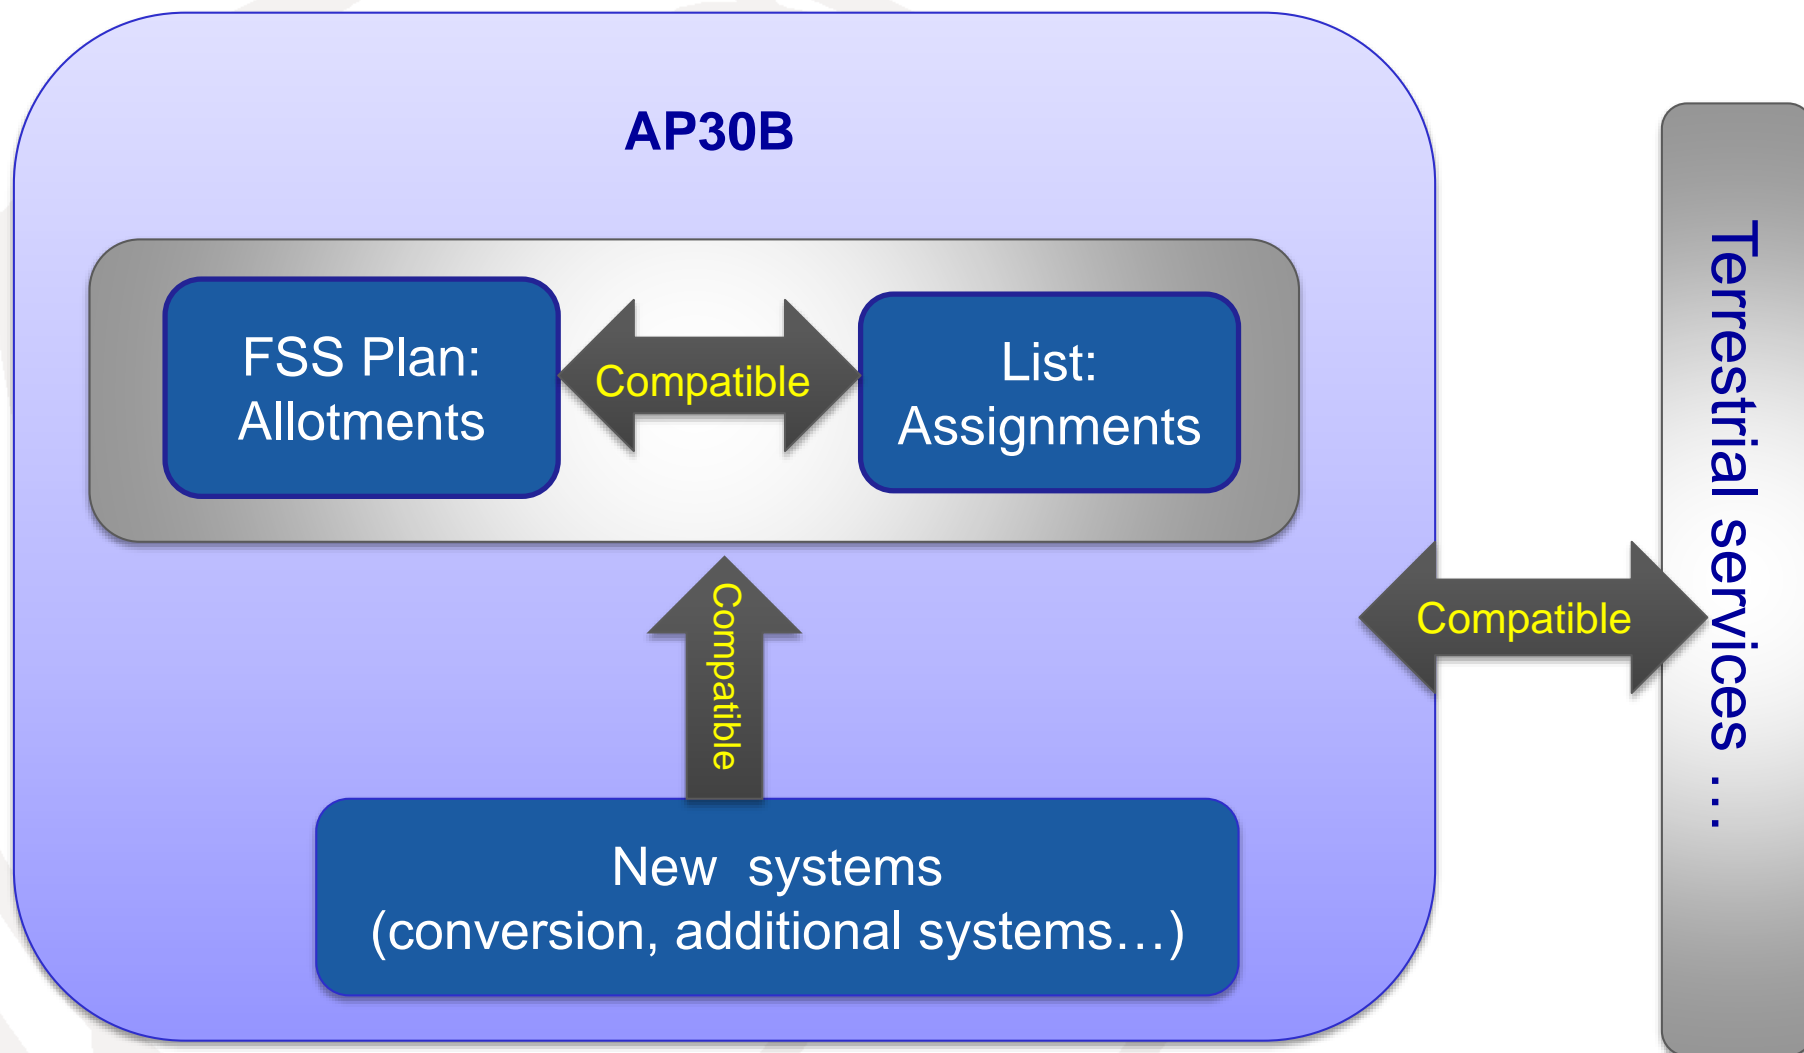 AP30B
FSS Plan:
Allotments
Compatible
List:
Assignments
Compatible
New  systems
(conversion, additional systems…)
Compatible
Terrestrial services …